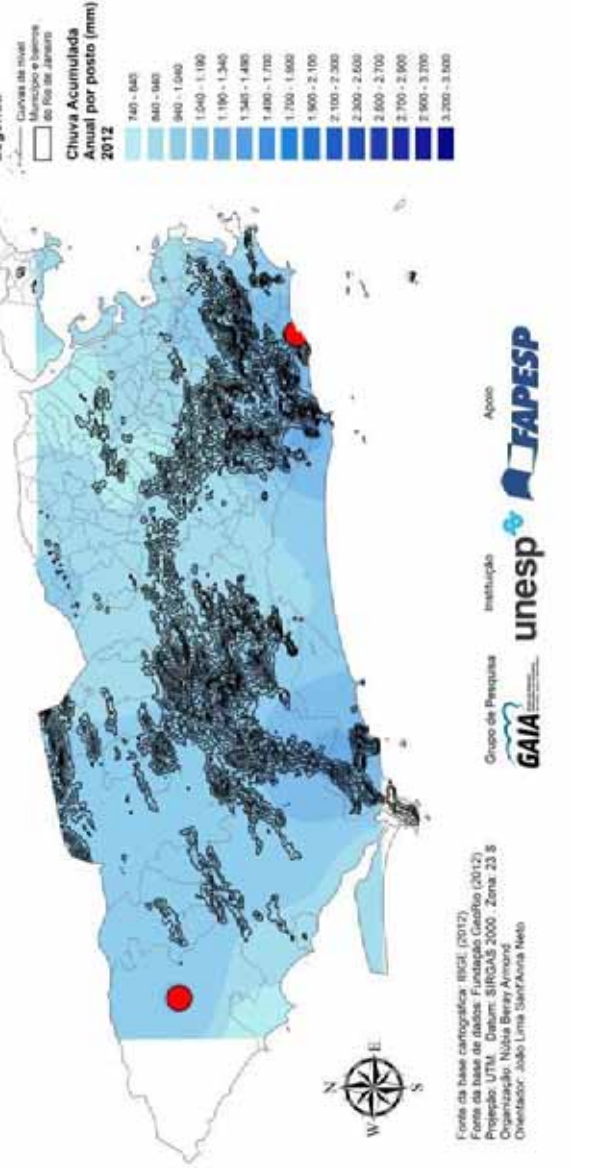 Curvas de nível
Município e bairros
do Rio de Janeiro
Chuva Acumulada
Anual por posto (mm)
2012
740 - 840
840 - 940
940 - 1.040
1.040 - 1.190
1.190 - 1.340
1.340 - 1.490
1.490 - 1.700
1.700 - 1.900
1.900 - 2.100
2.100 - 2.300
2.300 - 2.500
2.700 - 2.900
2.900 - 3.200
3.200 - 3.500
N
W
E
S
Fonte da base cartográfica: IBGE (2012)
Fonte da base de dados: Fundação GeoRio (2012)
Projeção: UTM. Datum: SIRGAS 2000 . Zona: 23 S
Organização: Núbia Beray Armond
Orientador: João Lima Sant'Anna Neto
Grupo de Pesquisa
GAIA
Instituição
unesp
Apoio
FAPESP